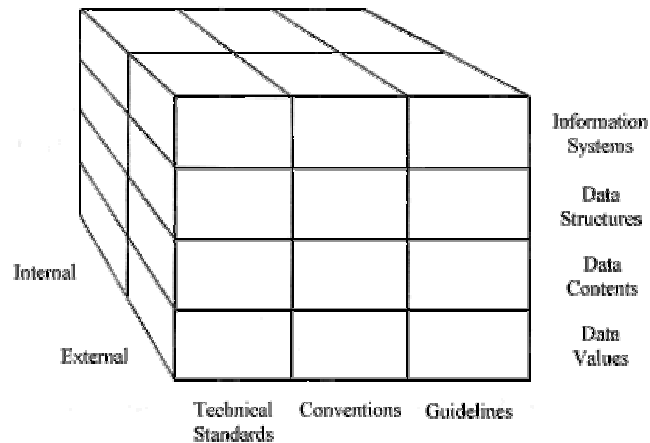 Information
Systems
Data
Structures
Data
Contents
Data
Values
Internal
External
Technical
Standards
Conventions
Guidelines